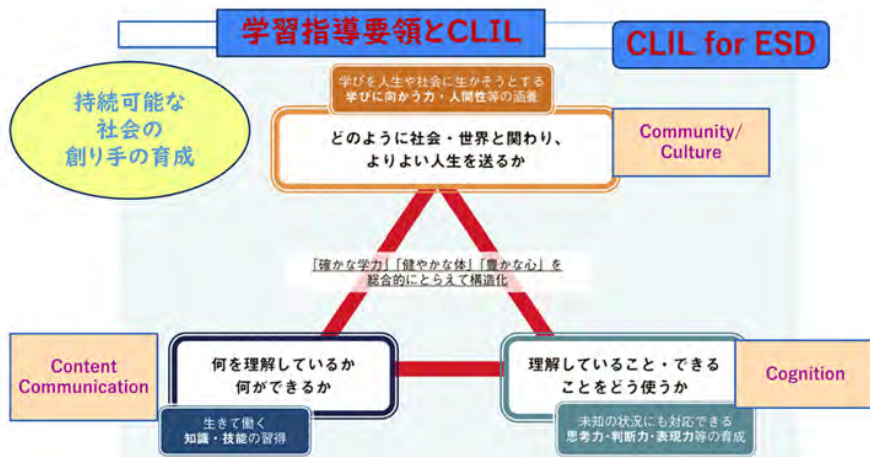 学習指導要領とCLIL
CLIL for ESD
持続可能な
社会の
創り手の育成
学びを人生や社会に生かそうとする
学びに向かう力・人間性等の涵養
どのように社会・世界と関わり、
よりよい人生を送るか
Community/
Culture
「確かな学力」「健やかな体」「豊かな心」を
総合的にとらえて構造化
Content
Communication
何を理解しているか
何ができるか
生きて働く
知識・技能の習得
理解していること・できる
ことをどう使うか
Cognition
未知の状況にも対応できる
思考力・判断力・表現力等の育成